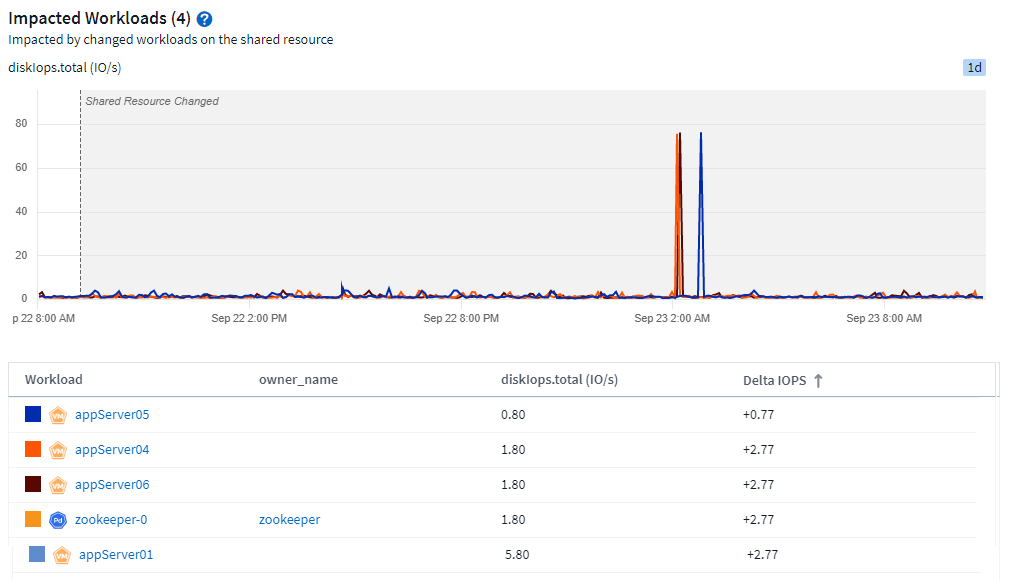 Impacted Workloads (4) ?
Impacted by changed workloads on the shared resource
diskIops.total (IO/s) 1d
Shared Resource Changed
80
60
40
20
0
p 22 8:00 AM Sep 22 2:00 PM Sep 22 8:00 PM Sep 23 2:00 AM Sep 23 8:00 AM
Workload owner_name diskIops.total (IO/s) Delta IOPS ↑
VM appServer05 0.80 +0.77
VM appServer04 1.80 +2.77
VM appServer06 1.80 +2.77
Pd zookeeper-0 zookeeper 1.80 +2.77
VM appServer01 5.80 +2.77